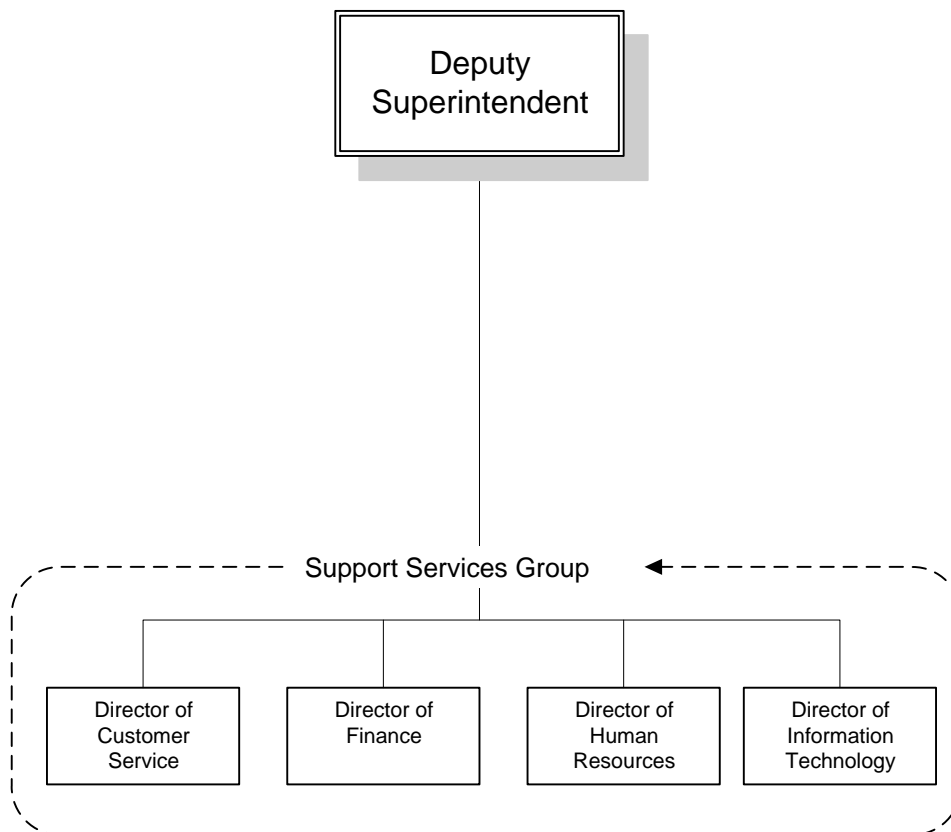 Deputy
Superintendent
Support Services Group
Director of
Customer
Service
Director of
Finance
Director of
Human
Resources
Director of
Information
Technology